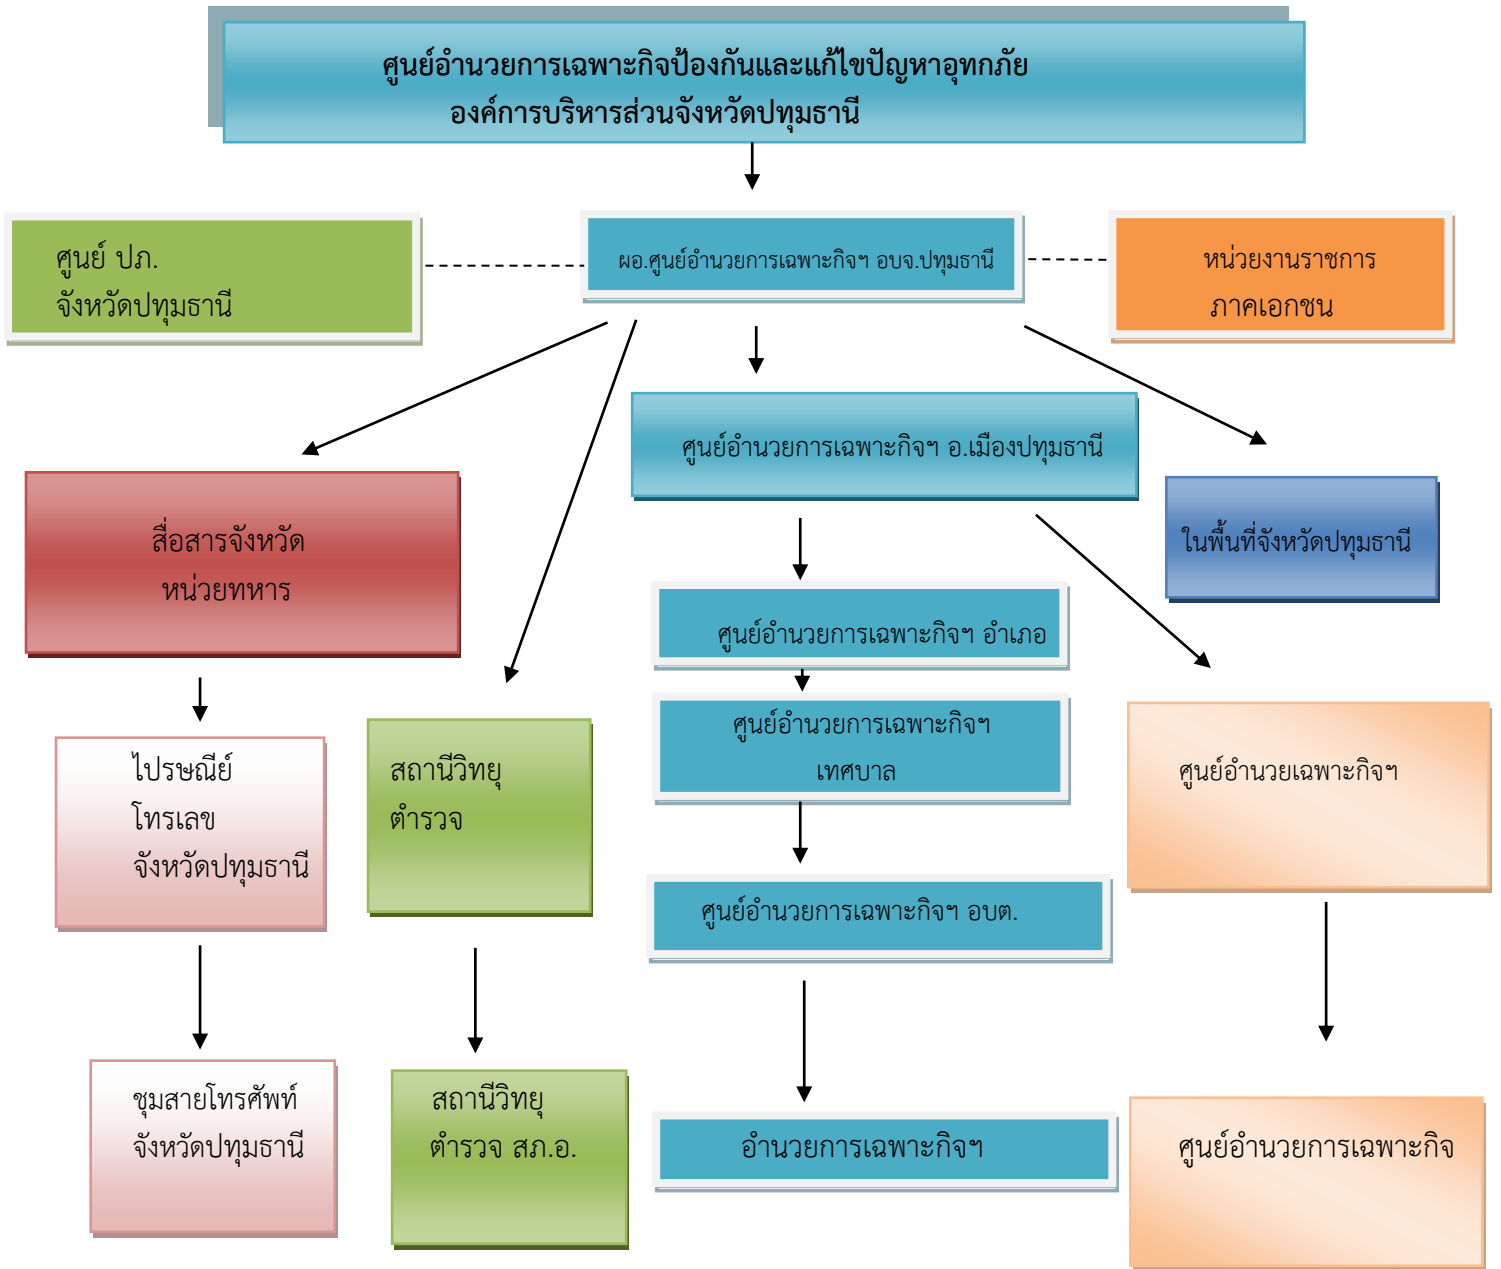 ศูนย์อำนวยการเฉพาะกิจป้องกันและแก้ไขปัญหาอุทกภัย
องค์การบริหารส่วนจังหวัดปทุมธานี
ศูนย์ ปภ.
จังหวัดปทุมธานี
ผอ.ศูนย์อำนวยการเฉพาะกิจฯ อบจ.ปทุมธานี
หน่วยงานราชการ
ภาคเอกชน
ศูนย์อำนวยการเฉพาะกิจฯ อ.เมืองปทุมธานี
สื่อสารจังหวัด
หน่วยทหาร
ในพื้นที่จังหวัดปทุมธานี
ศูนย์อำนวยการเฉพาะกิจฯ อำเภอ
ศูนย์อำนวยการเฉพาะกิจฯ
เทศบาล
ไปรษณีย์
โทรเลข
จังหวัดปทุมธานี
สถานีวิทยุ
ตำรวจ
ศูนย์อำนวยเฉพาะกิจฯ
ศูนย์อำนวยการเฉพาะกิจฯ อบต.
ชุมสายโทรศัพท์
จังหวัดปทุมธานี
สถานีวิทยุ
ตำรวจ สภ.อ.
อำนวยการเฉพาะกิจฯ
ศูนย์อำนวยการเฉพาะกิจ